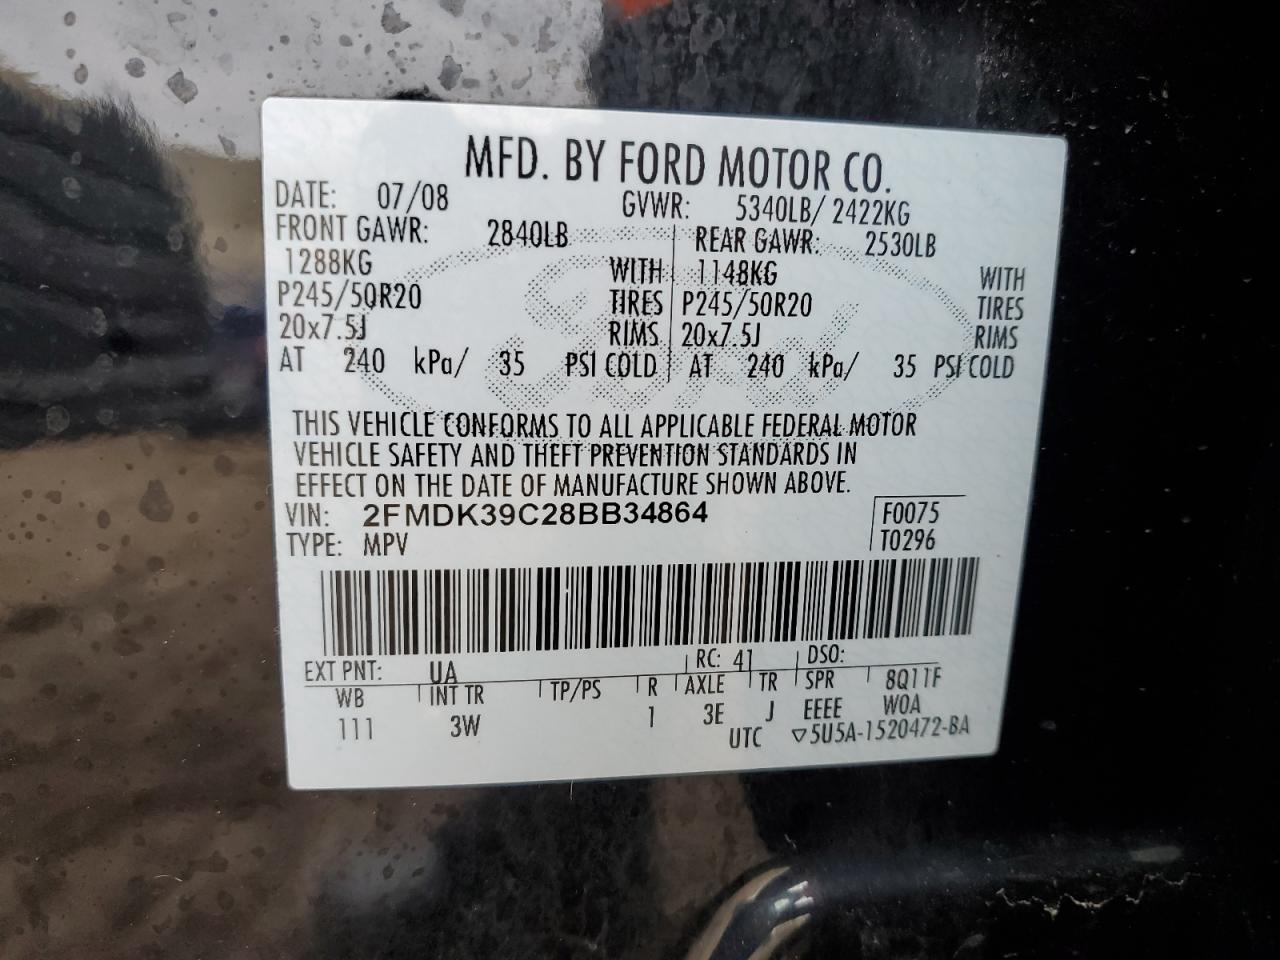 MFD. BY FORD MOTOR CO.
DATE: 07/08 GVWR: 5340LB/ 2422KG
FRONT GAWR: 2840LB REAR GAWR: 2530LB
1288KG WITH 1148KG WITH
P245/50R20 TIRES P245/50R20 TIRES
20x7.5J RIMS 20x7.5J RIMS
AT 240 kPa/ 35 PSI COLD AT 240 kPa/ 35 PSI COLD
THIS VEHICLE CONFORMS TO ALL APPLICABLE FEDERAL MOTOR
VEHICLE SAFETY AND THEFT PREVENTION STANDARDS IN
EFFECT ON THE DATE OF MANUFACTURE SHOWN ABOVE.
VIN: 2FMDK39C28BB34864 F0075
TYPE: MPV T0296
EXT PNT: UA RC: 41 DSO:
WB INT TR TP/PS R AXLE TR SPR 8Q11F
111 3W 1 3E J EEEE WOA
UTC ▽5U5A-1520472-BA